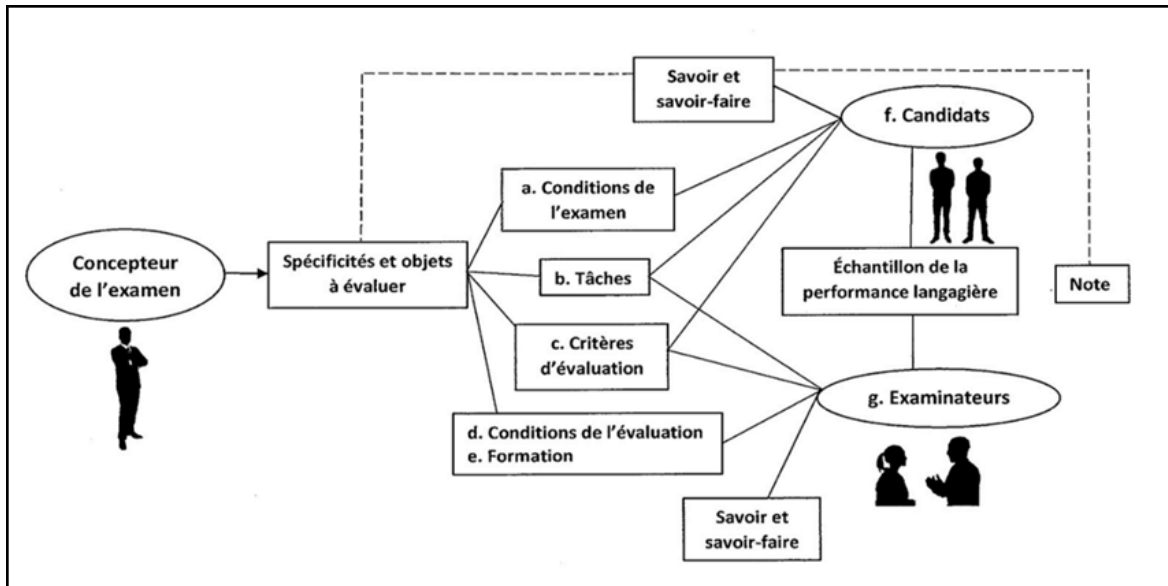 Savoir et
savoir-faire
f. Candidats
a. Conditions de
l’examen
Concepteur
de l’examen
Spécificités et objets
à évaluer
b. Tâches
Échantillon de la
performance langagière
Note
c. Critères
d’évaluation
g. Examinateurs
d. Conditions de l’évaluation
e. Formation
Savoir et
savoir-faire